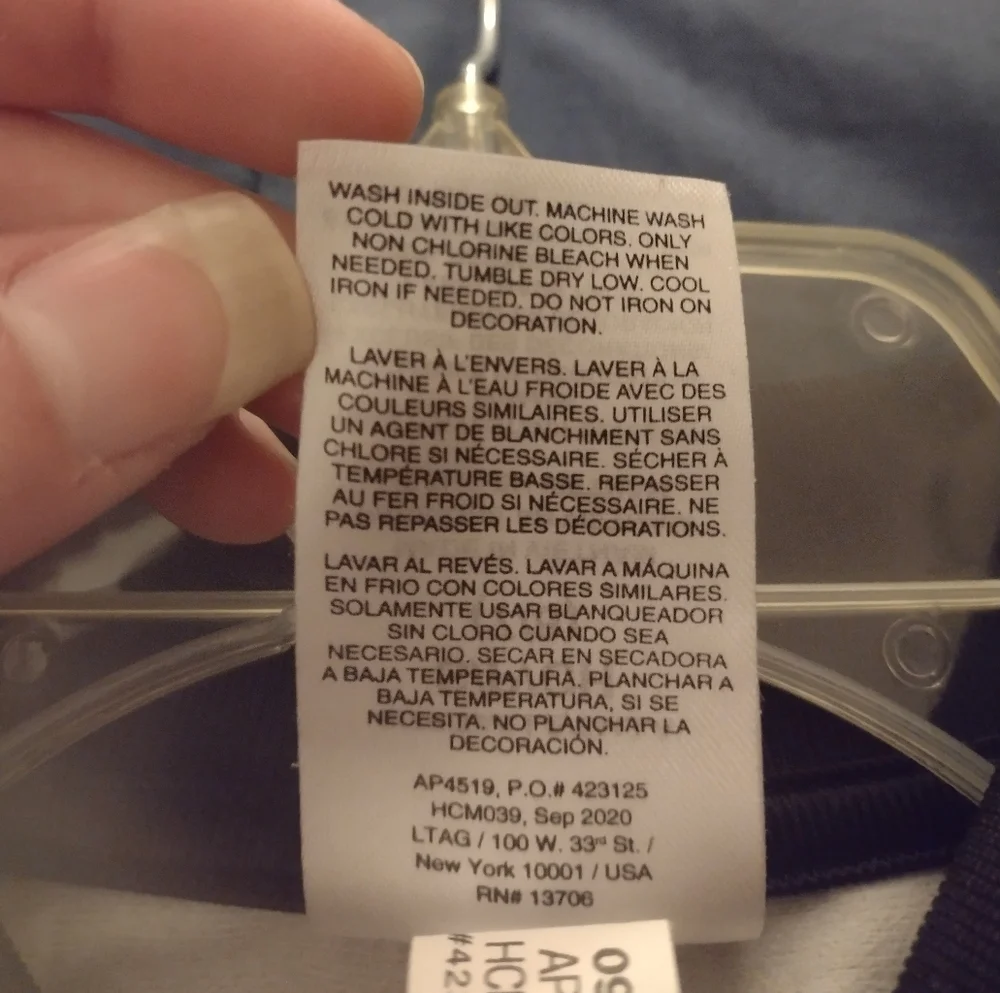 WASH INSIDE OUT. MACHINE WASH
COLD WITH LIKE COLORS. ONLY
NON CHLORINE BLEACH WHEN
NEEDED. TUMBLE DRY LOW. COOL
IRON IF NEEDED. DO NOT IRON ON
DECORATION.
LAVER À L'ENVERS. LAVER À LA
MACHINE À L'EAU FROIDE AVEC DES
COULEURS SIMILAIRES. UTILISER
UN AGENT DE BLANCHIMENT SANS
CHLORE SI NÉCESSAIRE. SÉCHER À
TEMPÉRATURE BASSE. REPASSER
AU FER FROID SI NÉCESSAIRE. NE
PAS REPASSER LES DÉCORATIONS.
LAVAR AL REVÉS. LAVAR A MÁQUINA
EN FRIO CON COLORES SIMILARES.
SOLAMENTE USAR BLANQUEADOR
SIN CLORO CUANDO SEA
NECESARIO. SECAR EN SECADORA
A BAJA TEMPERATURA. PLANCHAR A
BAJA TEMPERATURA, SI SE
NECESITA. NO PLANCHAR LA
DECORACIÓN.
AP4519, P.O.# 423125
HCM039, Sep 2020
LTAG / 100 W. 33rd St. /
New York 10001 / USA
RN# 13706
09
AP
HC
#42